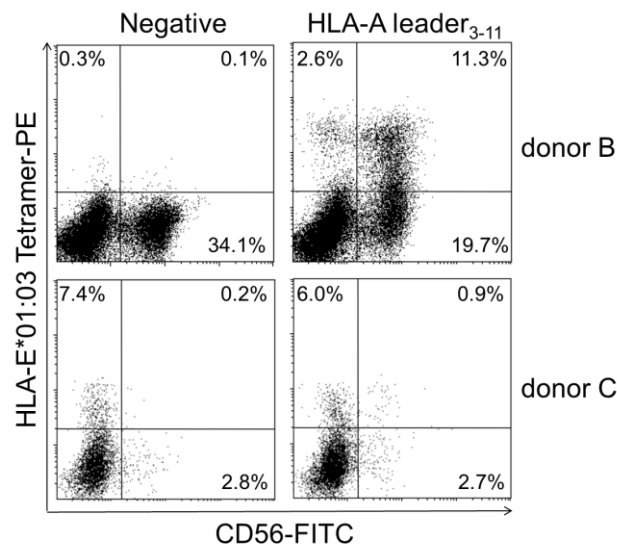 Negative
HLA-A leader3-11
0.3%
0.1%
2.6%
11.3%
donor B
34.1%
19.7%
7.4%
0.2%
6.0%
0.9%
donor C
2.8%
2.7%
HLA-E*01:03 Tetramer-PE
CD56-FITC